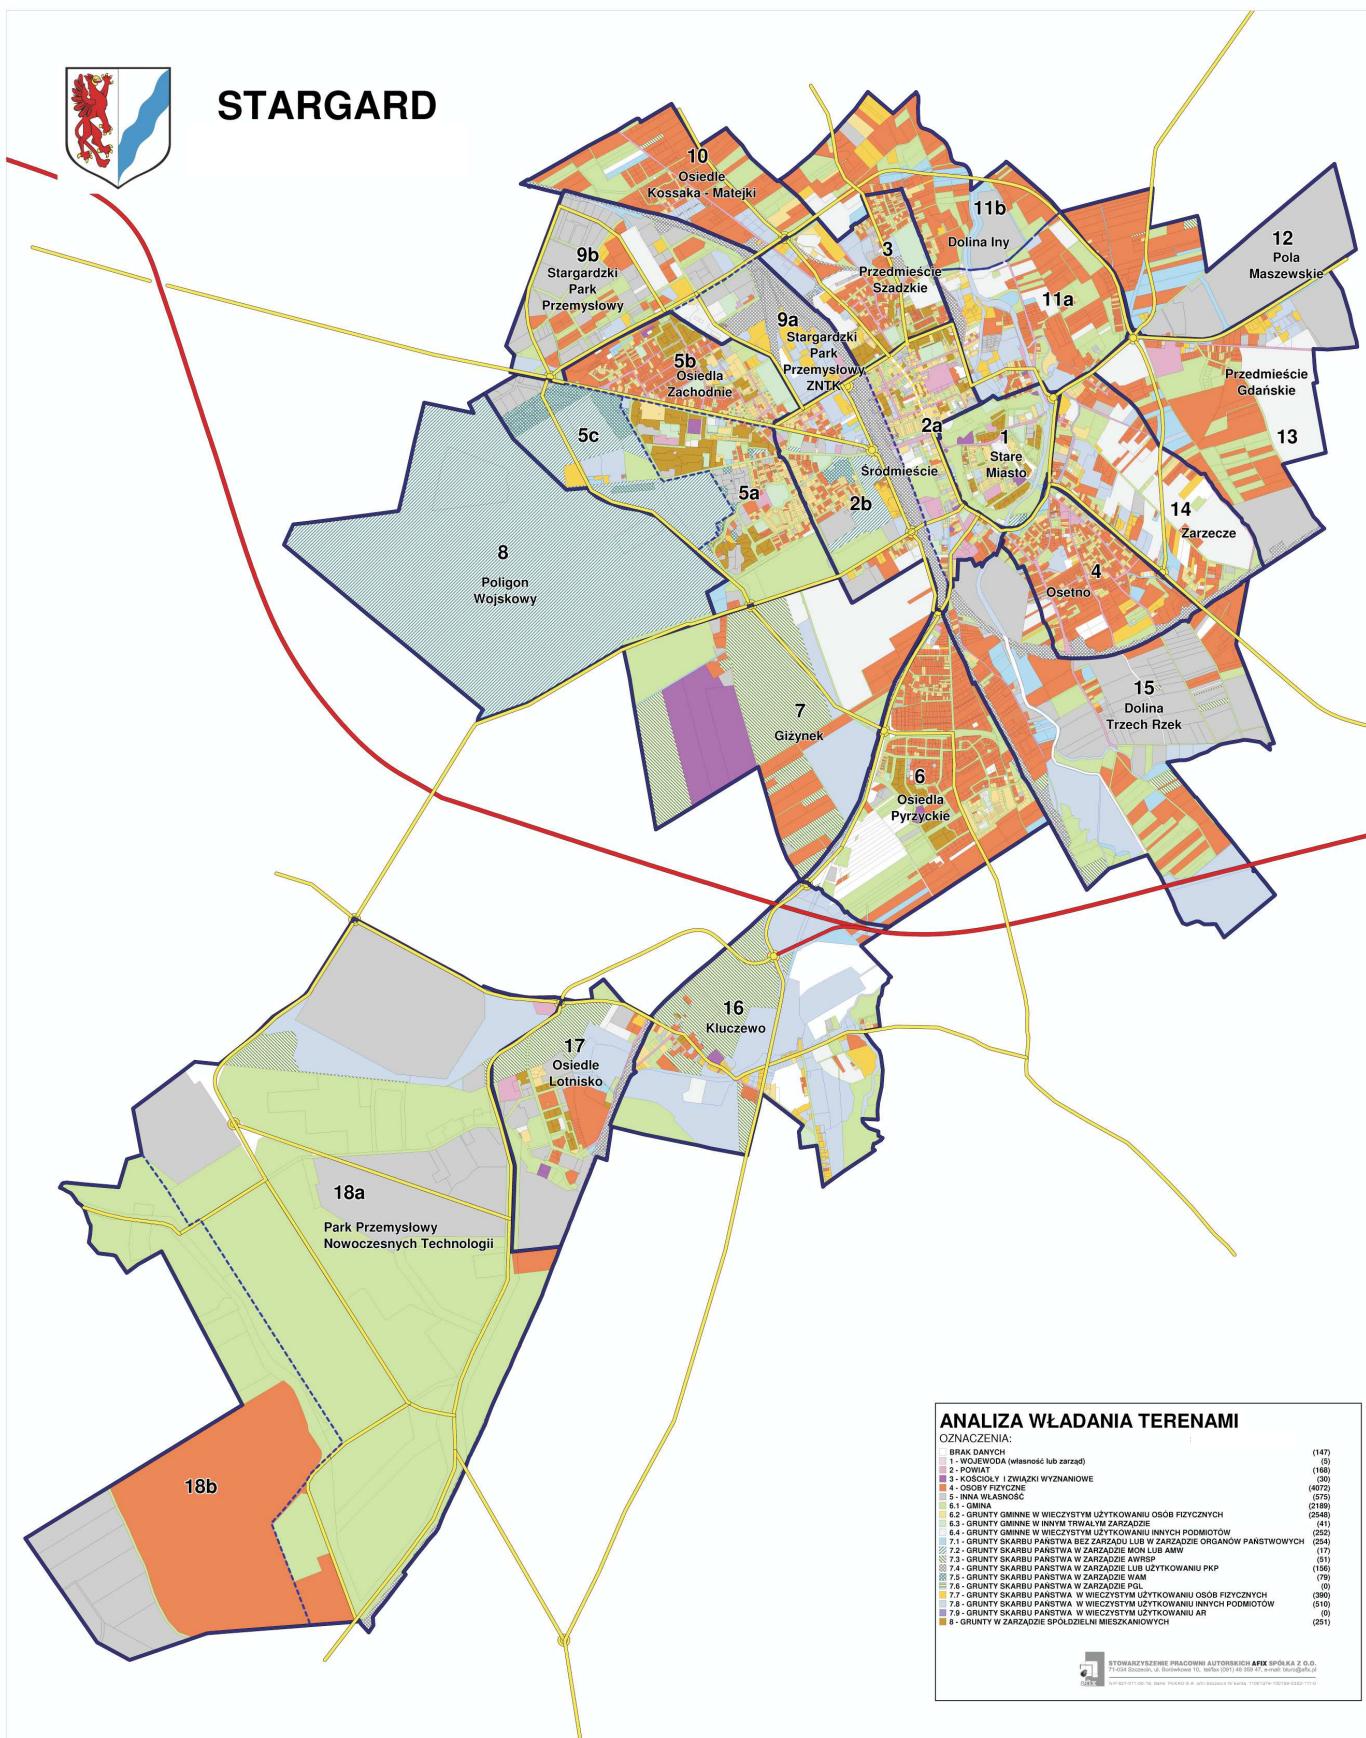 STARGARD
10
Osiedle
Kossaka - Matejki
11b
Dolina Iny
12
Pola
Maszewskie
9b
Stargardzki
Park
Przemysłowy
3
Przedmieście
Szadzkie
11a
9a
Stargardzki
Park
Przemysłowy
ZNTK
5b
Osiedla
Zachodnie
Przedmieście
Gdańskie
13
5c
2a
1
Stare
Miasto
Śródmieście
5a
2b
14
Zarzecze
8
Poligon
Wojskowy
4
Osetno
15
Dolina
Trzech Rzek
7
Giżynek
6
Osiedla
Pyrzyckie
16
Kluczewo
17
Osiedle
Lotnisko
18a
Park Przemysłowy
Nowoczesnych Technologii
18b
ANALIZA WŁADANIA TERENAMI
OZNACZENIA:
BRAK DANYCH (147)
1 - WOJEWODA (własność lub zarząd) (5)
2 - POWIAT (168)
3 - KOŚCIOŁY I ZWIĄZKI WYZNANIOWE (30)
4 - OSOBY FIZYCZNE (4072)
5 - INNA WŁASNOŚĆ (575)
6.1 - GMINA (2189)
6.2 - GRUNTY GMINNE W WIECZYSTYM UŻYTKOWANIU OSÓB FIZYCZNYCH (2548)
6.3 - GRUNTY GMINNE W INNYM TRWAŁYM ZARZĄDZIE (41)
6.4 - GRUNTY GMINNE W WIECZYSTYM UŻYTKOWANIU INNYCH PODMIOTÓW (252)
7.1 - GRUNTY SKARBU PAŃSTWA BEZ ZARZĄDU LUB W ZARZĄDZIE ORGANÓW PAŃSTWOWYCH (254)
7.2 - GRUNTY SKARBU PAŃSTWA W ZARZĄDZIE MON LUB AMW (17)
7.3 - GRUNTY SKARBU PAŃSTWA W ZARZĄDZIE AWRSP (51)
7.4 - GRUNTY SKARBU PAŃSTWA W ZARZĄDZIE LUB UŻYTKOWANIU PKP (156)
7.5 - GRUNTY SKARBU PAŃSTWA W ZARZĄDZIE WAM (79)
7.6 - GRUNTY SKARBU PAŃSTWA W ZARZĄDZIE PGL (0)
7.7 - GRUNTY SKARBU PAŃSTWA W WIECZYSTYM UŻYTKOWANIU OSÓB FIZYCZNYCH (390)
7.8 - GRUNTY SKARBU PAŃSTWA W WIECZYSTYM UŻYTKOWANIU INNYCH PODMIOTÓW (510)
7.9 - GRUNTY SKARBU PAŃSTWA W WIECZYSTYM UŻYTKOWANIU AR (0)
8 - GRUNTY W ZARZĄDZIE SPÓŁDZIELNI MIESZKANIOWYCH (251)
STOWARZYSZENIE PRACOWNI AUTORSKICH AFIX SPÓŁKA Z O.O.
71-034 Szczecin, ul. Borówkowa 10,